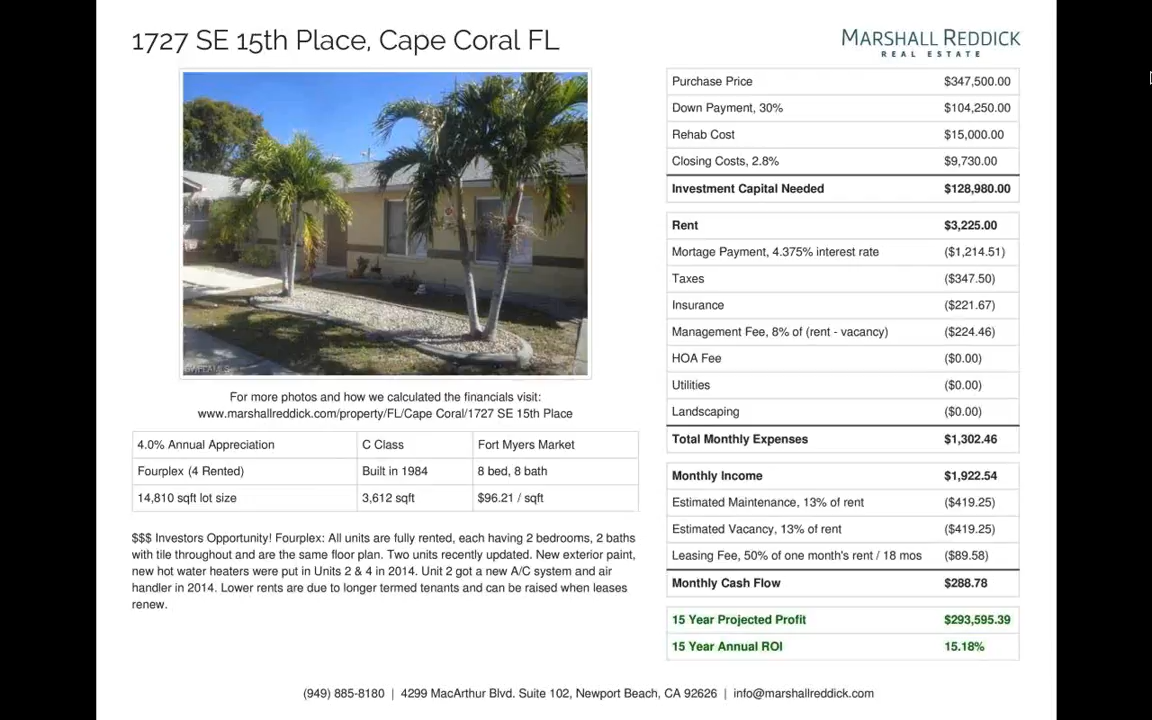 1727 SE 15th Place, Cape Coral FL
MARSHALL REDDICK
REAL ESTATE
For more photos and how we calculated the financials visit:
www.marshallreddick.com/property/FL/Cape Coral/1727 SE 15th Place
4.0% Annual Appreciation C Class Fort Myers Market
Fourplex (4 Rented) Built in 1984 8 bed, 8 bath
14,810 sqft lot size 3,612 sqft $96.21 / sqft
$$$ Investors Opportunity! Fourplex: All units are fully rented, each having 2 bedrooms, 2 baths
with tile throughout and are the same floor plan. Two units recently updated. New exterior paint,
new hot water heaters were put in Units 2 & 4 in 2014. Unit 2 got a new A/C system and air
handler in 2014. Lower rents are due to longer termed tenants and can be raised when leases
renew.
Purchase Price $347,500.00
Down Payment, 30% $104,250.00
Rehab Cost $15,000.00
Closing Costs, 2.8% $9,730.00
Investment Capital Needed $128,980.00
Rent $3,225.00
Mortage Payment, 4.375% interest rate ($1,214.51)
Taxes ($347.50)
Insurance ($221.67)
Management Fee, 8% of (rent - vacancy) ($224.46)
HOA Fee ($0.00)
Utilities ($0.00)
Landscaping ($0.00)
Total Monthly Expenses $1,302.46
Monthly Income $1,922.54
Estimated Maintenance, 13% of rent ($419.25)
Estimated Vacancy, 13% of rent ($419.25)
Leasing Fee, 50% of one month's rent / 18 mos ($89.58)
Monthly Cash Flow $288.78
15 Year Projected Profit $293,595.39
15 Year Annual ROI 15.18%
(949) 885-8180 | 4299 MacArthur Blvd. Suite 102, Newport Beach, CA 92626 | info@marshallreddick.com